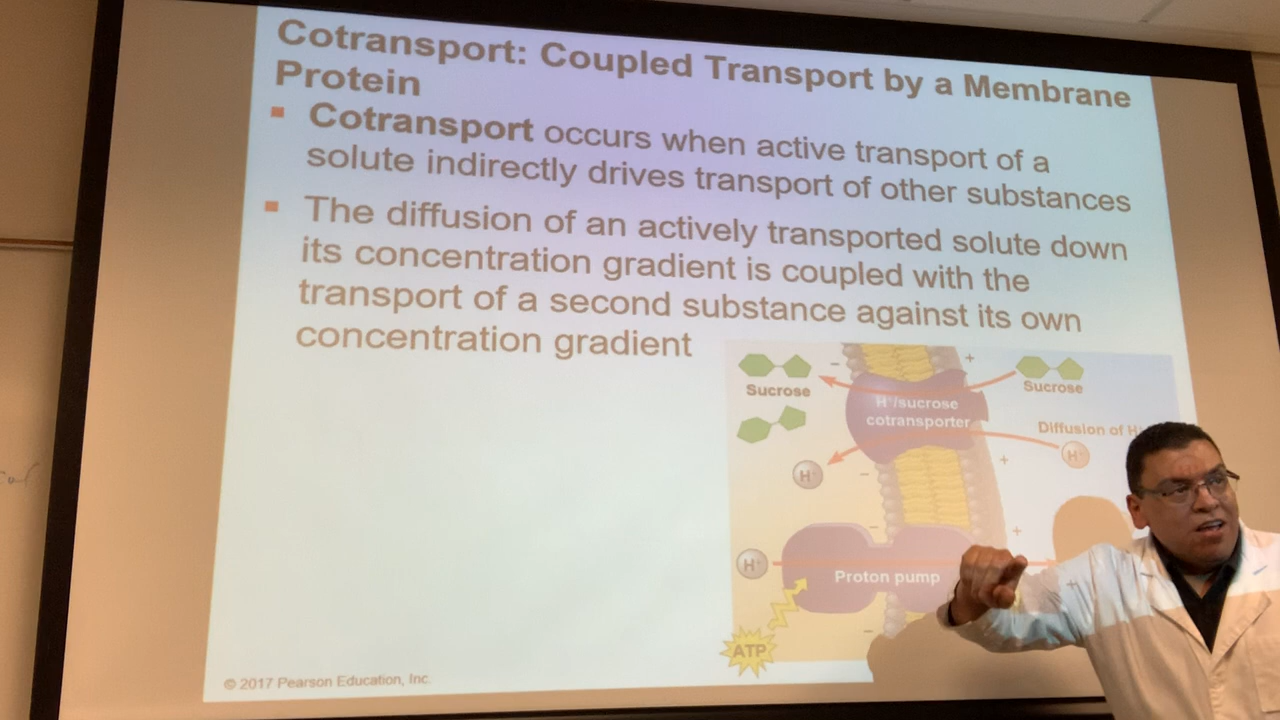 Cotransport: Coupled Transport by a Membrane
Protein
▪ Cotransport occurs when active transport of a
solute indirectly drives transport of other substances
▪ The diffusion of an actively transported solute down
its concentration gradient is coupled with the
transport of a second substance against its own
concentration gradient
− +
Sucrose
Sucrose
H⁺/sucrose
cotransporter
Diffusion of H⁺
H⁺
+
H⁺
−
+
−
H⁺
Proton pump
+
−
ATP
© 2017 Pearson Education, Inc.